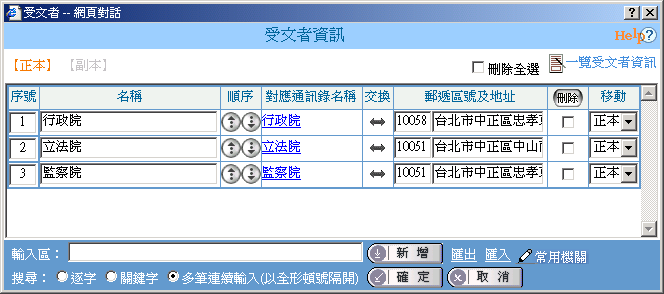 受文者 -- 網頁對話
受文者資訊 Help?
【正本】 【副本】 刪除全選 一覽受文者資訊
序號 名稱 順序 對應通訊錄名稱 交換 郵遞區號及地址 刪除 移動
1 行政院 行政院 10058 台北市中正區忠孝東 正本
2 立法院 立法院 10051 台北市中正區中山南 正本
3 監察院 監察院 10051 台北市中正區忠孝東 正本
輸入區： 新增 匯出 匯入 常用機關
搜尋： 逐字 關鍵字 多筆連續輸入(以全形頓號隔開) 確定 取消